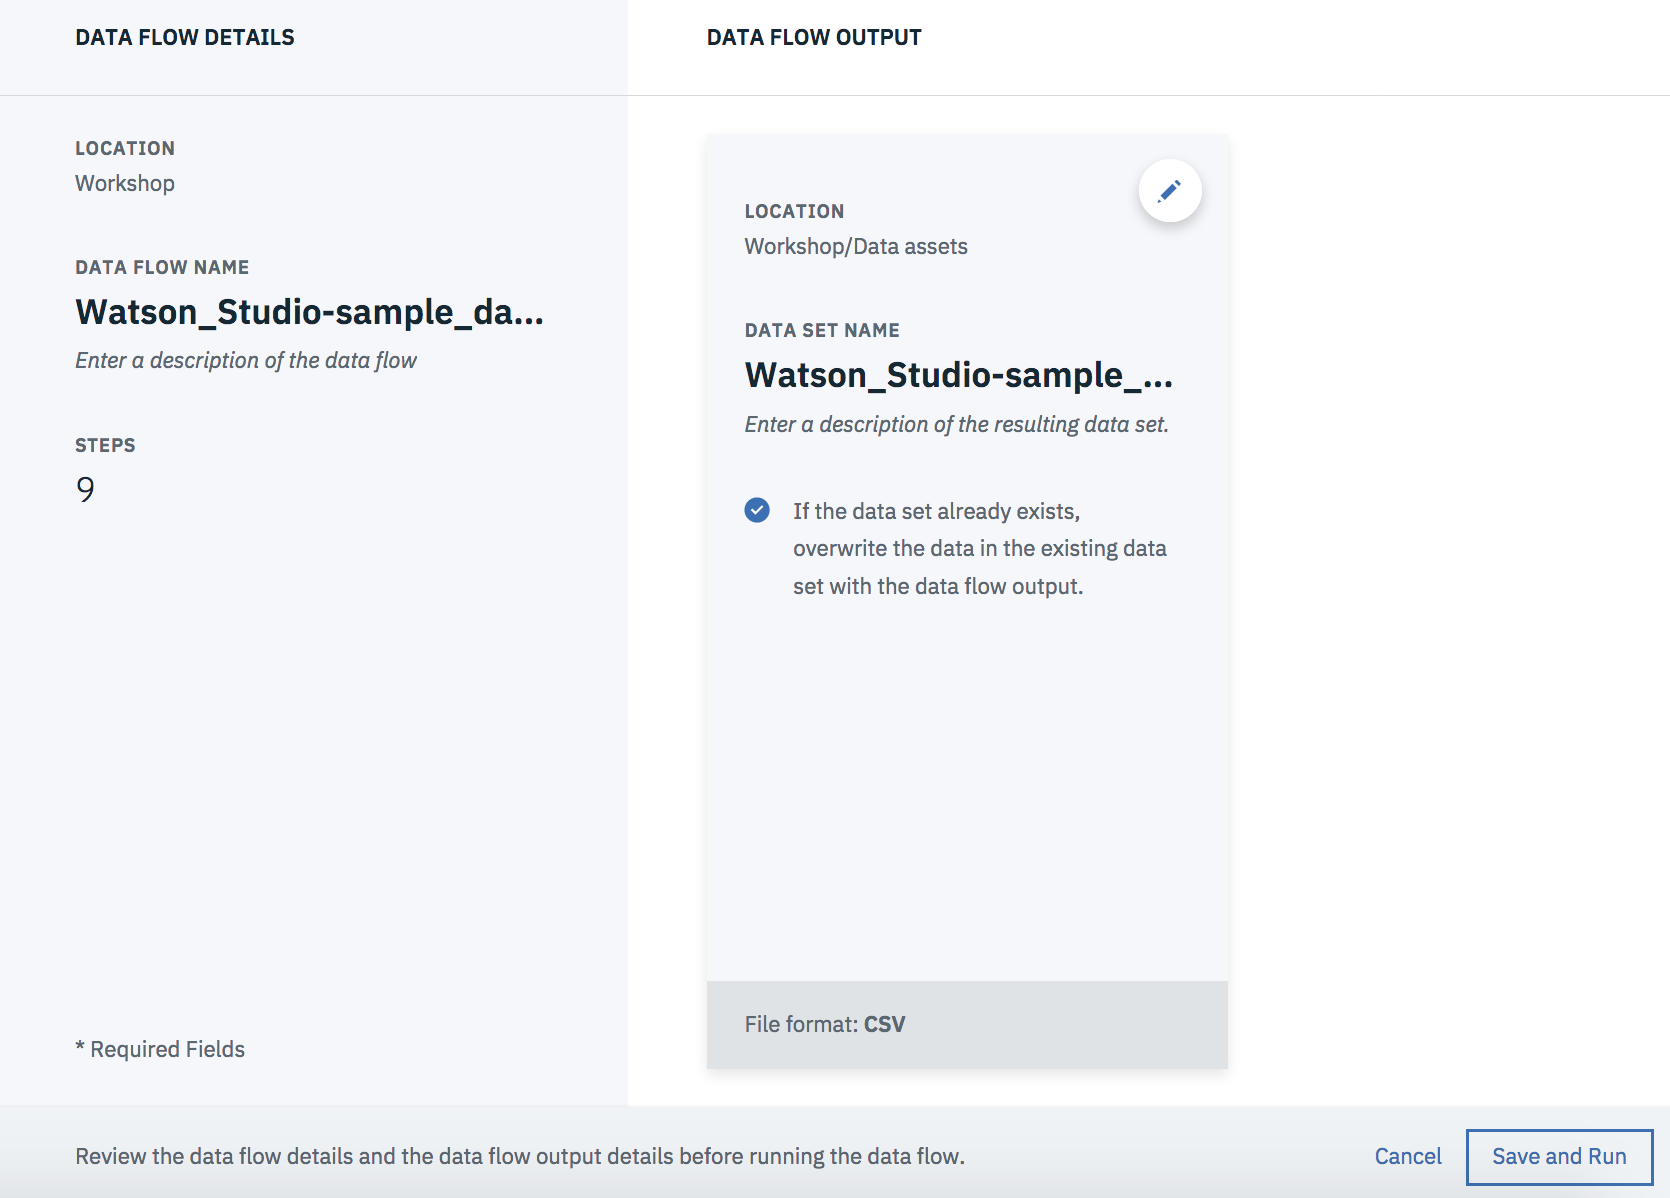 DATA FLOW DETAILS
LOCATION
Workshop
DATA FLOW NAME
Watson_Studio-sample_da...
Enter a description of the data flow
STEPS
9
* Required Fields
DATA FLOW OUTPUT
LOCATION
Workshop/Data assets
DATA SET NAME
Watson_Studio-sample_...
Enter a description of the resulting data set.
If the data set already exists,
overwrite the data in the existing data
set with the data flow output.
File format: CSV
Review the data flow details and the data flow output details before running the data flow.
Cancel
Save and Run